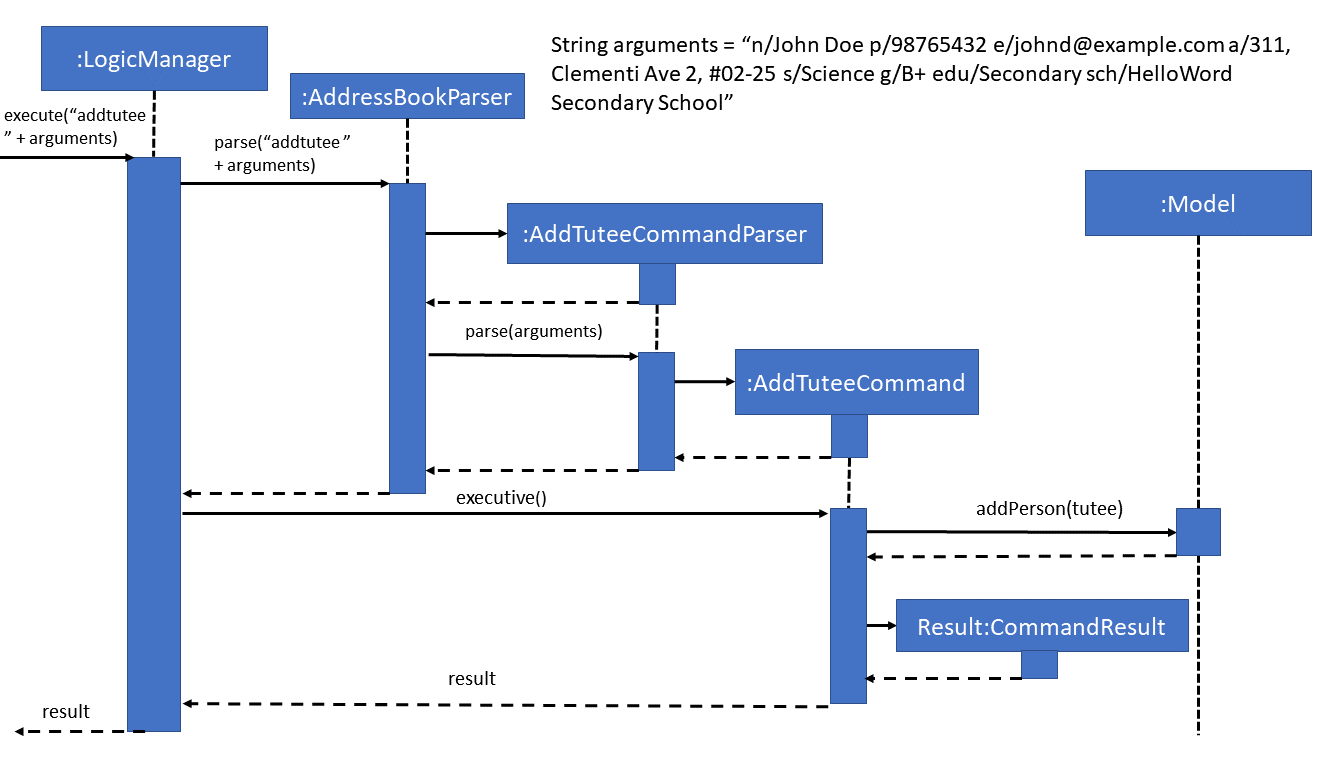 :LogicManager
String arguments = “n/John Doe p/98765432 e/johnd@example.com a/311,
Clementi Ave 2, #02-25 s/Science g/B+ edu/Secondary sch/HelloWord
Secondary School”
:AddressBookParser
execute(“addtutee
” + arguments)
parse(“addtutee ”
+ arguments)
:Model
:AddTuteeCommandParser
parse(arguments)
:AddTuteeCommand
executive()
addPerson(tutee)
Result:CommandResult
result
result